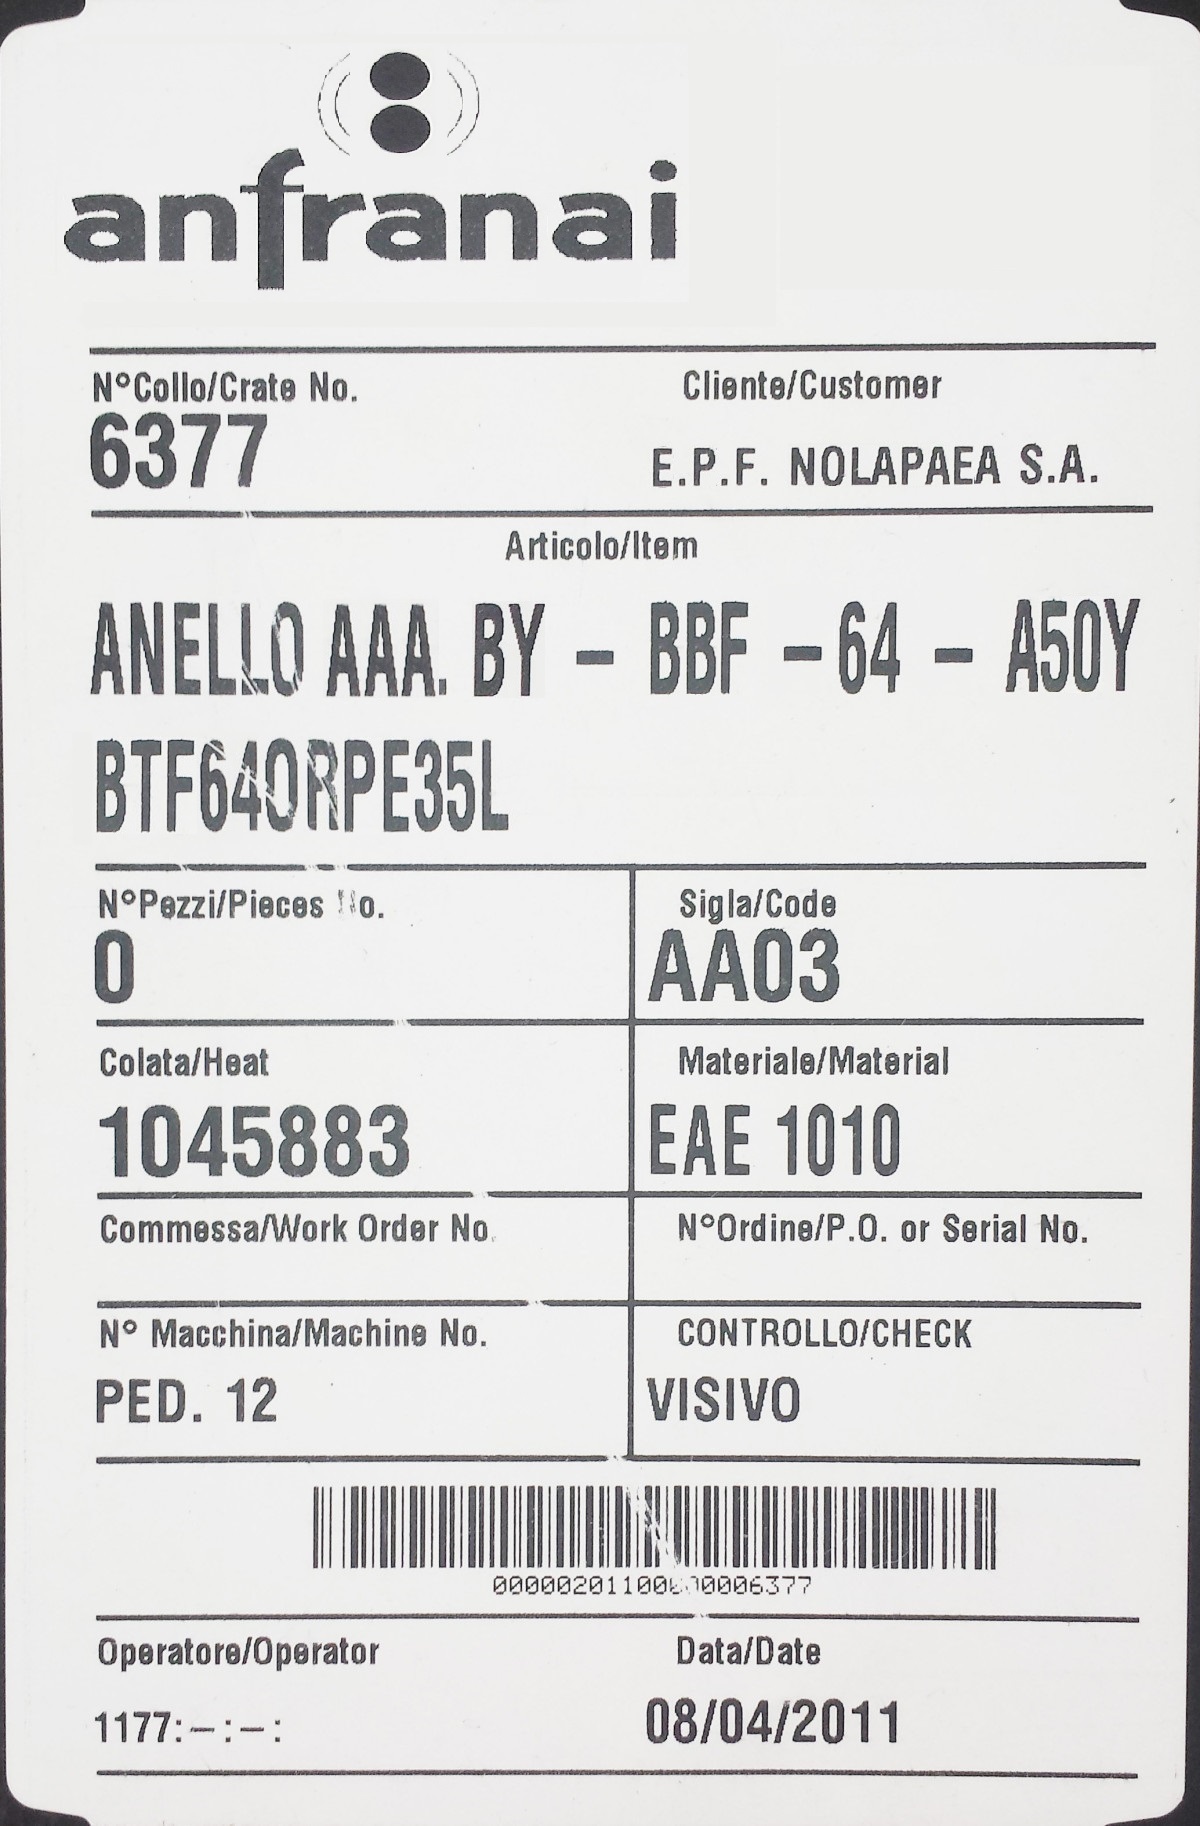 anfranai
N°Collo/Crate No. Cliente/Customer
6377 E.P.F. NOLAPAEA S.A.
Articolo/Item
ANELLO AAA. BY - BBF - 64 - A50Y
BTF640RPE35L
N°Pezzi/Pieces No. Sigla/Code
0 AA03
Colata/Heat Materiale/Material
1045883 EAE 1010
Commessa/Work Order No. N°Ordine/P.O. or Serial No.
N° Macchina/Machine No. CONTROLLO/CHECK
PED. 12 VISIVO
Operatore/Operator Data/Date
1177:-:-: 08/04/2011